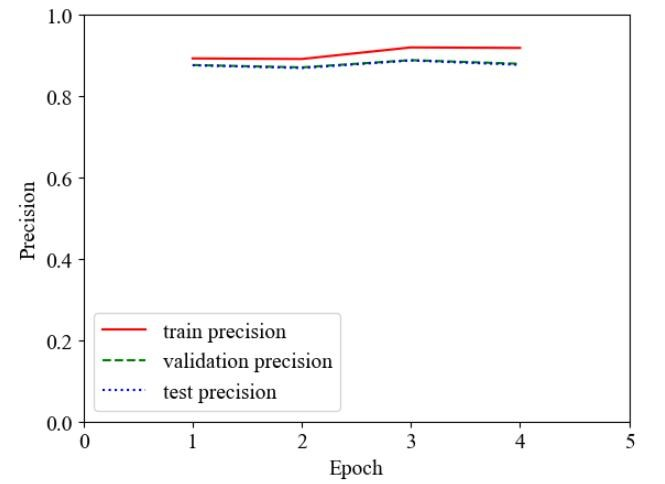 1.0
0.8
0.6
0.4
0.2
0.0
Precision
train precision
validation precision
test precision
0 1 2 3 4 5
Epoch